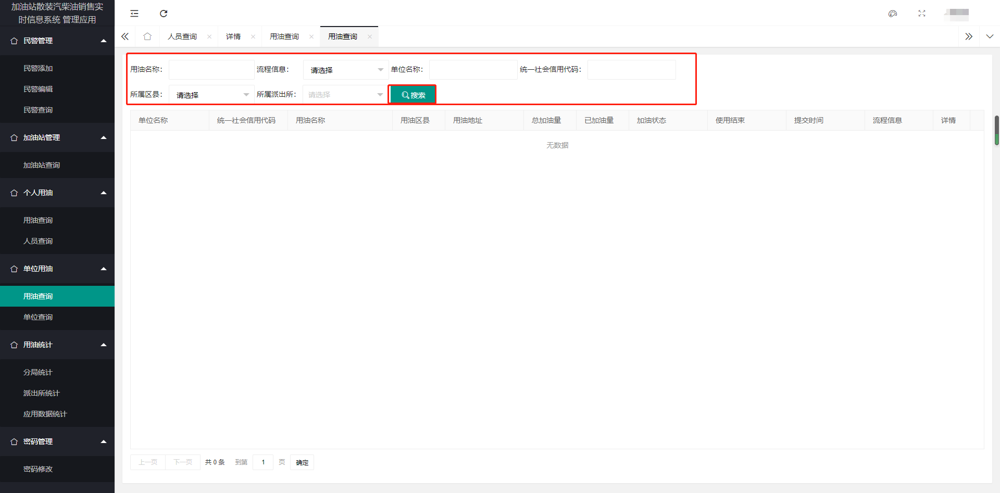 加油站散装汽柴油销售实
时信息系统 管理应用
民警管理
民警添加
民警编辑
民警查询
加油站管理
加油站查询
个人用油
用油查询
人员查询
单位用油
用油查询
单位查询
用油统计
分局统计
派出所统计
应用数据统计
密码管理
密码修改
人员查询 详情 用油查询 用油查询
用油名称： 流程信息： 请选择 单位名称： 统一社会信用代码：
所属区县： 请选择 所属派出所： 请选择 搜索
单位名称 统一社会信用代码 用油名称 用油区县 用油地址 总加油量 已加油量 加油状态 使用结束 提交时间 流程信息 详情
无数据
上一页 下一页 共 0 条 到第 1 页 确定